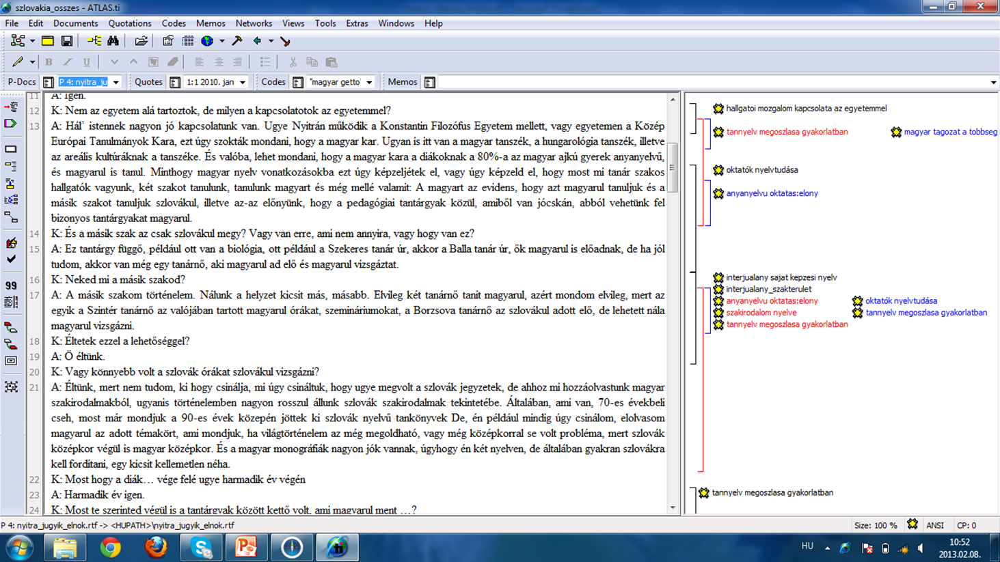 szlovakia_osszes - ATLAS.ti
File Edit Documents Quotations Codes Memos Networks Views Tools Extras Windows Help
B I U
P-Docs P 4: nyitra_ju Quotes 1:1 2010. jan Codes "magyar getto' Memos
11 A: Igen.
12 K: Nem az egyetem alá tartoztok, de milyen a kapcsolatotok az egyetemmel?
13 A: Hál’ istennek nagyon jó kapcsolatunk van. Ugye Nyitrán működik a Konstantin Filozófus Egyetem mellett, vagy egyetemen a Közép
Európai Tanulmányok Kara, ezt úgy szokták mondani, hogy a magyar kar. Ugyan is itt van a magyar tanszék, a hungarológia tanszék, illetve
az areális kultúráknak a tanszéke. És valóba, lehet mondani, hogy a magyar kara a diákoknak a 80%-a az magyar ajkú gyerek anyanyelvű,
és magyarul is tanul. Minthogy magyar nyelv vonatkozásokba ezt úgy képzeljétek el, vagy úgy képzeld el, hogy most mi tanár szakos
hallgatók vagyunk, két szakot tanulunk, tanulunk magyart és még mellé valamit: A magyart az evidens, hogy azt magyarul tanuljuk és a
másik szakot tanuljuk szlovákul, illetve az-az előnyünk, hogy a pedagógiai tantárgyak közül, amiből van jócskán, abból vehetünk fel
bizonyos tantárgyakat magyarul.
14 K: És a másik szak az csak szlovákul megy? Vagy van erre, ami nem annyira, vagy hogy van ez?
15 A: Ez tantárgy függő, például ott van a biológia, ott például a Szekeres tanár úr, akkor a Balla tanár úr, ők magyarul is előadnak, de ha jól
tudom, akkor van még egy tanárnő, aki magyarul ad elő és magyarul vizsgáztat.
16 K: Neked mi a másik szakod?
17 A: A másik szakom történelem. Nálunk a helyzet kicsit más, másabb. Elvileg két tanárnő tanit magyarul, azért mondom elvileg, mert az
egyik a Szintér tanárnő az valójában tartott magyarul órákat, szemináriumokat, a Borzsova tanárnő az szlovákul adott elő, de lehetett nála
magyarul vizsgázni.
18 K: Éltetek ezzel a lehetőséggel?
19 A: Ö éltünk.
20 K: Vagy könnyebb volt a szlovák órákat szlovákul vizsgázni?
21 A: Éltünk, mert nem tudom, ki hogy csinálja, mi úgy csináltuk, hogy ugye megvolt a szlovák jegyzetek, de ahhoz mi hozzáolvastunk magyar
szakirodalmakból, ugyanis történelemben nagyon rosszul állunk szlovák szakirodalmak tekintetébe. Általában, ami van, 70-es évekbeli
cseh, most már mondjuk a 90-es évek közepén jöttek ki szlovák nyelvű tankönyvek De, én például mindig úgy csinálom, elolvasom
magyarul az adott témakört, ami mondjuk, ha világtörténelem az még megoldható, vagy még középkorral se volt probléma, mert szlovák
középkor végül is magyar középkor. És a magyar monográfiák nagyon jók vannak, úgyhogy én két nyelven, de általában gyakran szlovákra
kell forditani, egy kicsit kellemetlen néha.
22 K: Most hogy a diák… vége felé ugye harmadik év végén
23 A: Harmadik év igen.
24 K: Most te szerinted végül is a tantárgyak között kettő volt, ami magyarul ment …?
hallgatoi mozgalom kapcsolata az egyetemmel
tannyelv megoszlasa gyakorlatban magyar tagozat a tobbseg
oktatók nyelvtudása
anyanyelvu oktatas:elony
interjualany sajat kepzesi nyelv
interjualany_szakterulet
anyanyelvu oktatas:elony oktatók nyelvtudása
szakirodalom nyelve tannyelv megoszlasa gyakorlatban
tannyelv megoszlasa gyakorlatban
tannyelv megoszlasa gyakorlatban
P 4: nyitra_jugyik_elnok.rtf -> <HUPATH>\nyitra_jugyik_elnok.rtf Size: 100 % ANSI CP: 0
HU 10:52
2013.02.08.